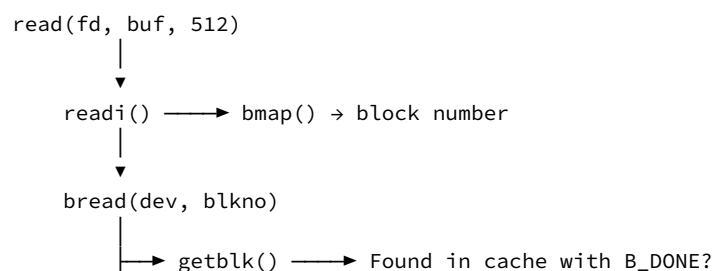 read(fd, buf, 512)
readi() ────► bmap() → block number
bread(dev, blkno)
getblk() ────► Found in cache with B_DONE?